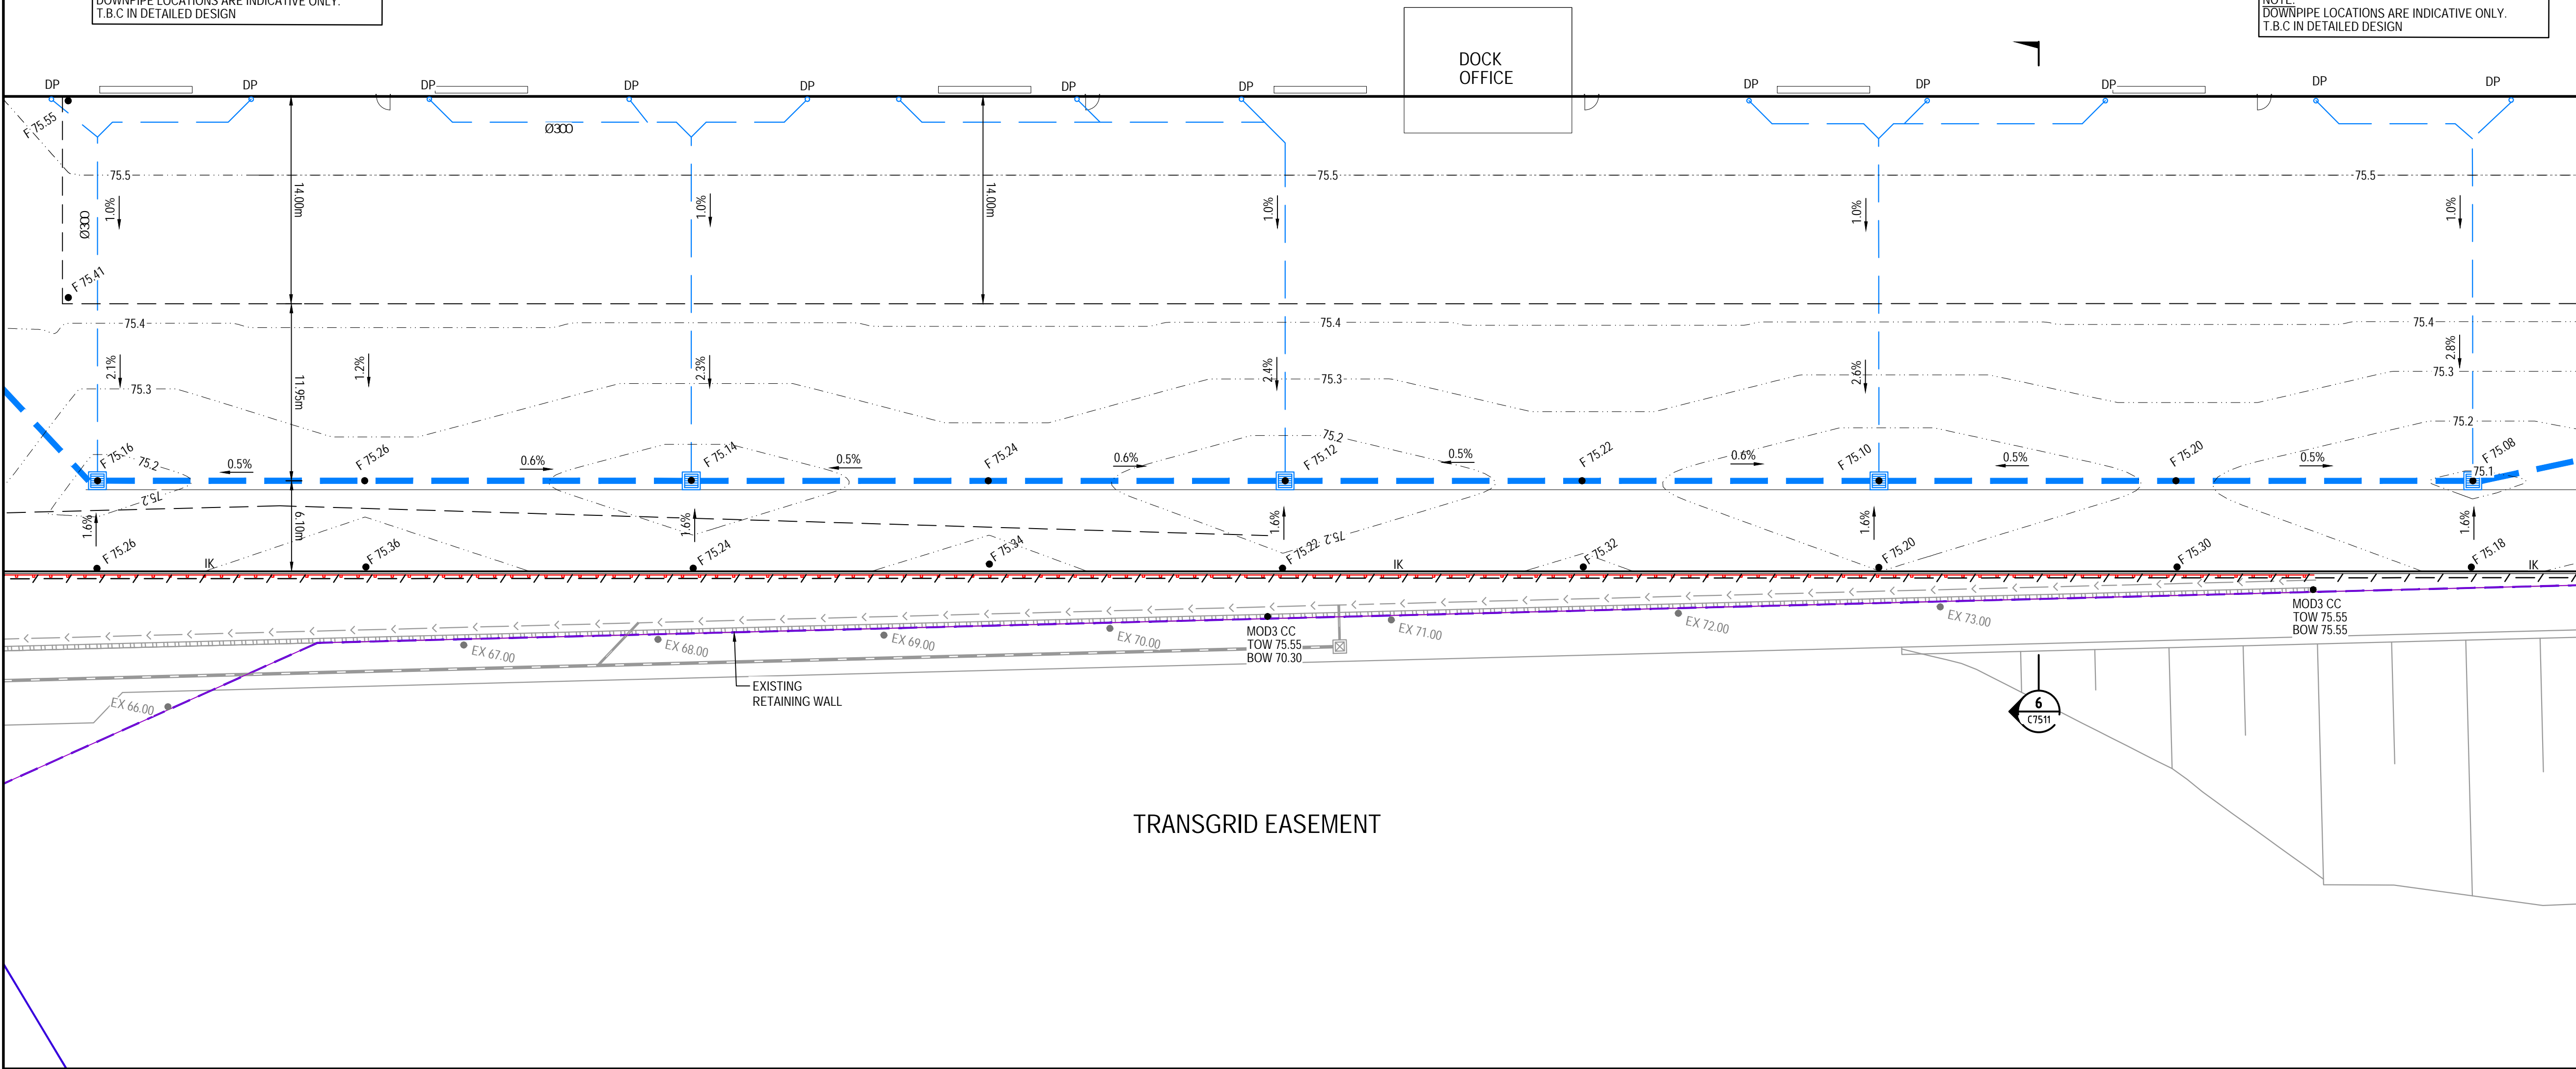 DOWNPIPE LOCATIONS ARE INDICATIVE ONLY.
T.B.C IN DETAILED DESIGN
NOTE:
DOWNPIPE LOCATIONS ARE INDICATIVE ONLY.
T.B.C IN DETAILED DESIGN
DOCK
OFFICE
DP
DP
DP
DP
DP
DP
DP
DP
DP
DP
DP
DP
F 75.55
Ø300
75.5
75.5
75.5
14.00m
14.00m
Ø300
1.0%
1.0%
1.0%
1.0%
1.0%
F 75.41
75.4
75.4
75.4
2.1%
1.2%
2.3%
2.4%
2.6%
2.8%
11.95m
75.3
75.3
75.3
75.2
75.2
F 75.16
75.2
0.5%
F 75.26
0.6%
F 75.14
0.5%
F 75.24
0.6%
F 75.12
0.5%
F 75.22
0.6%
F 75.10
0.5%
F 75.20
0.5%
F 75.08
75.1
75.2
6.10m
1.6%
1.6%
1.6%
1.6%
1.6%
75.2
F 75.26
IK
F 75.36
F 75.24
F 75.34
F 75.22
IK
F 75.32
F 75.20
F 75.30
F 75.18
IK
EX 66.00
EX 67.00
EX 68.00
EX 69.00
EX 70.00
EX 71.00
EX 72.00
EX 73.00
MOD3 CC
TOW 75.55
BOW 70.30
MOD3 CC
TOW 75.55
BOW 75.55
EXISTING
RETAINING WALL
6
C7511
TRANSGRID EASEMENT